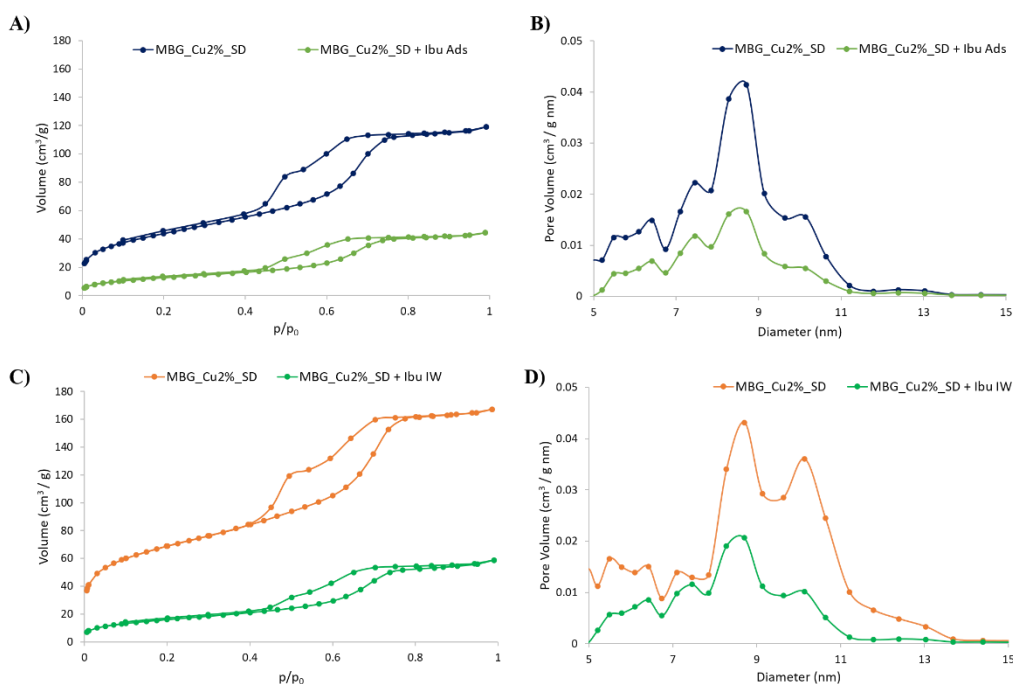 A)
MBG_Cu2%_SD
MBG_Cu2%_SD + Ibu Ads
180
160
140
120
100
80
60
40
20
0
Volume (cm³/g)
0
0.2
0.4
0.6
0.8
1
p/p₀
B)
MBG_Cu2%_SD
MBG_Cu2%_SD + Ibu Ads
0.05
0.04
0.03
0.02
0.01
0
Pore Volume (cm³ / g nm)
5
7
9
11
13
15
Diameter (nm)
C)
MBG_Cu2%_SD
MBG_Cu2%_SD + Ibu IW
180
160
140
120
100
80
60
40
20
0
Volume (cm³ / g)
0
0.2
0.4
0.6
0.8
1
p/p₀
D)
MBG_Cu2%_SD
MBG_Cu2%_SD + Ibu IW
0.05
0.04
0.03
0.02
0.01
0
Pore Volume (cm³ / g nm)
5
7
9
11
13
15
Diameter (nm)